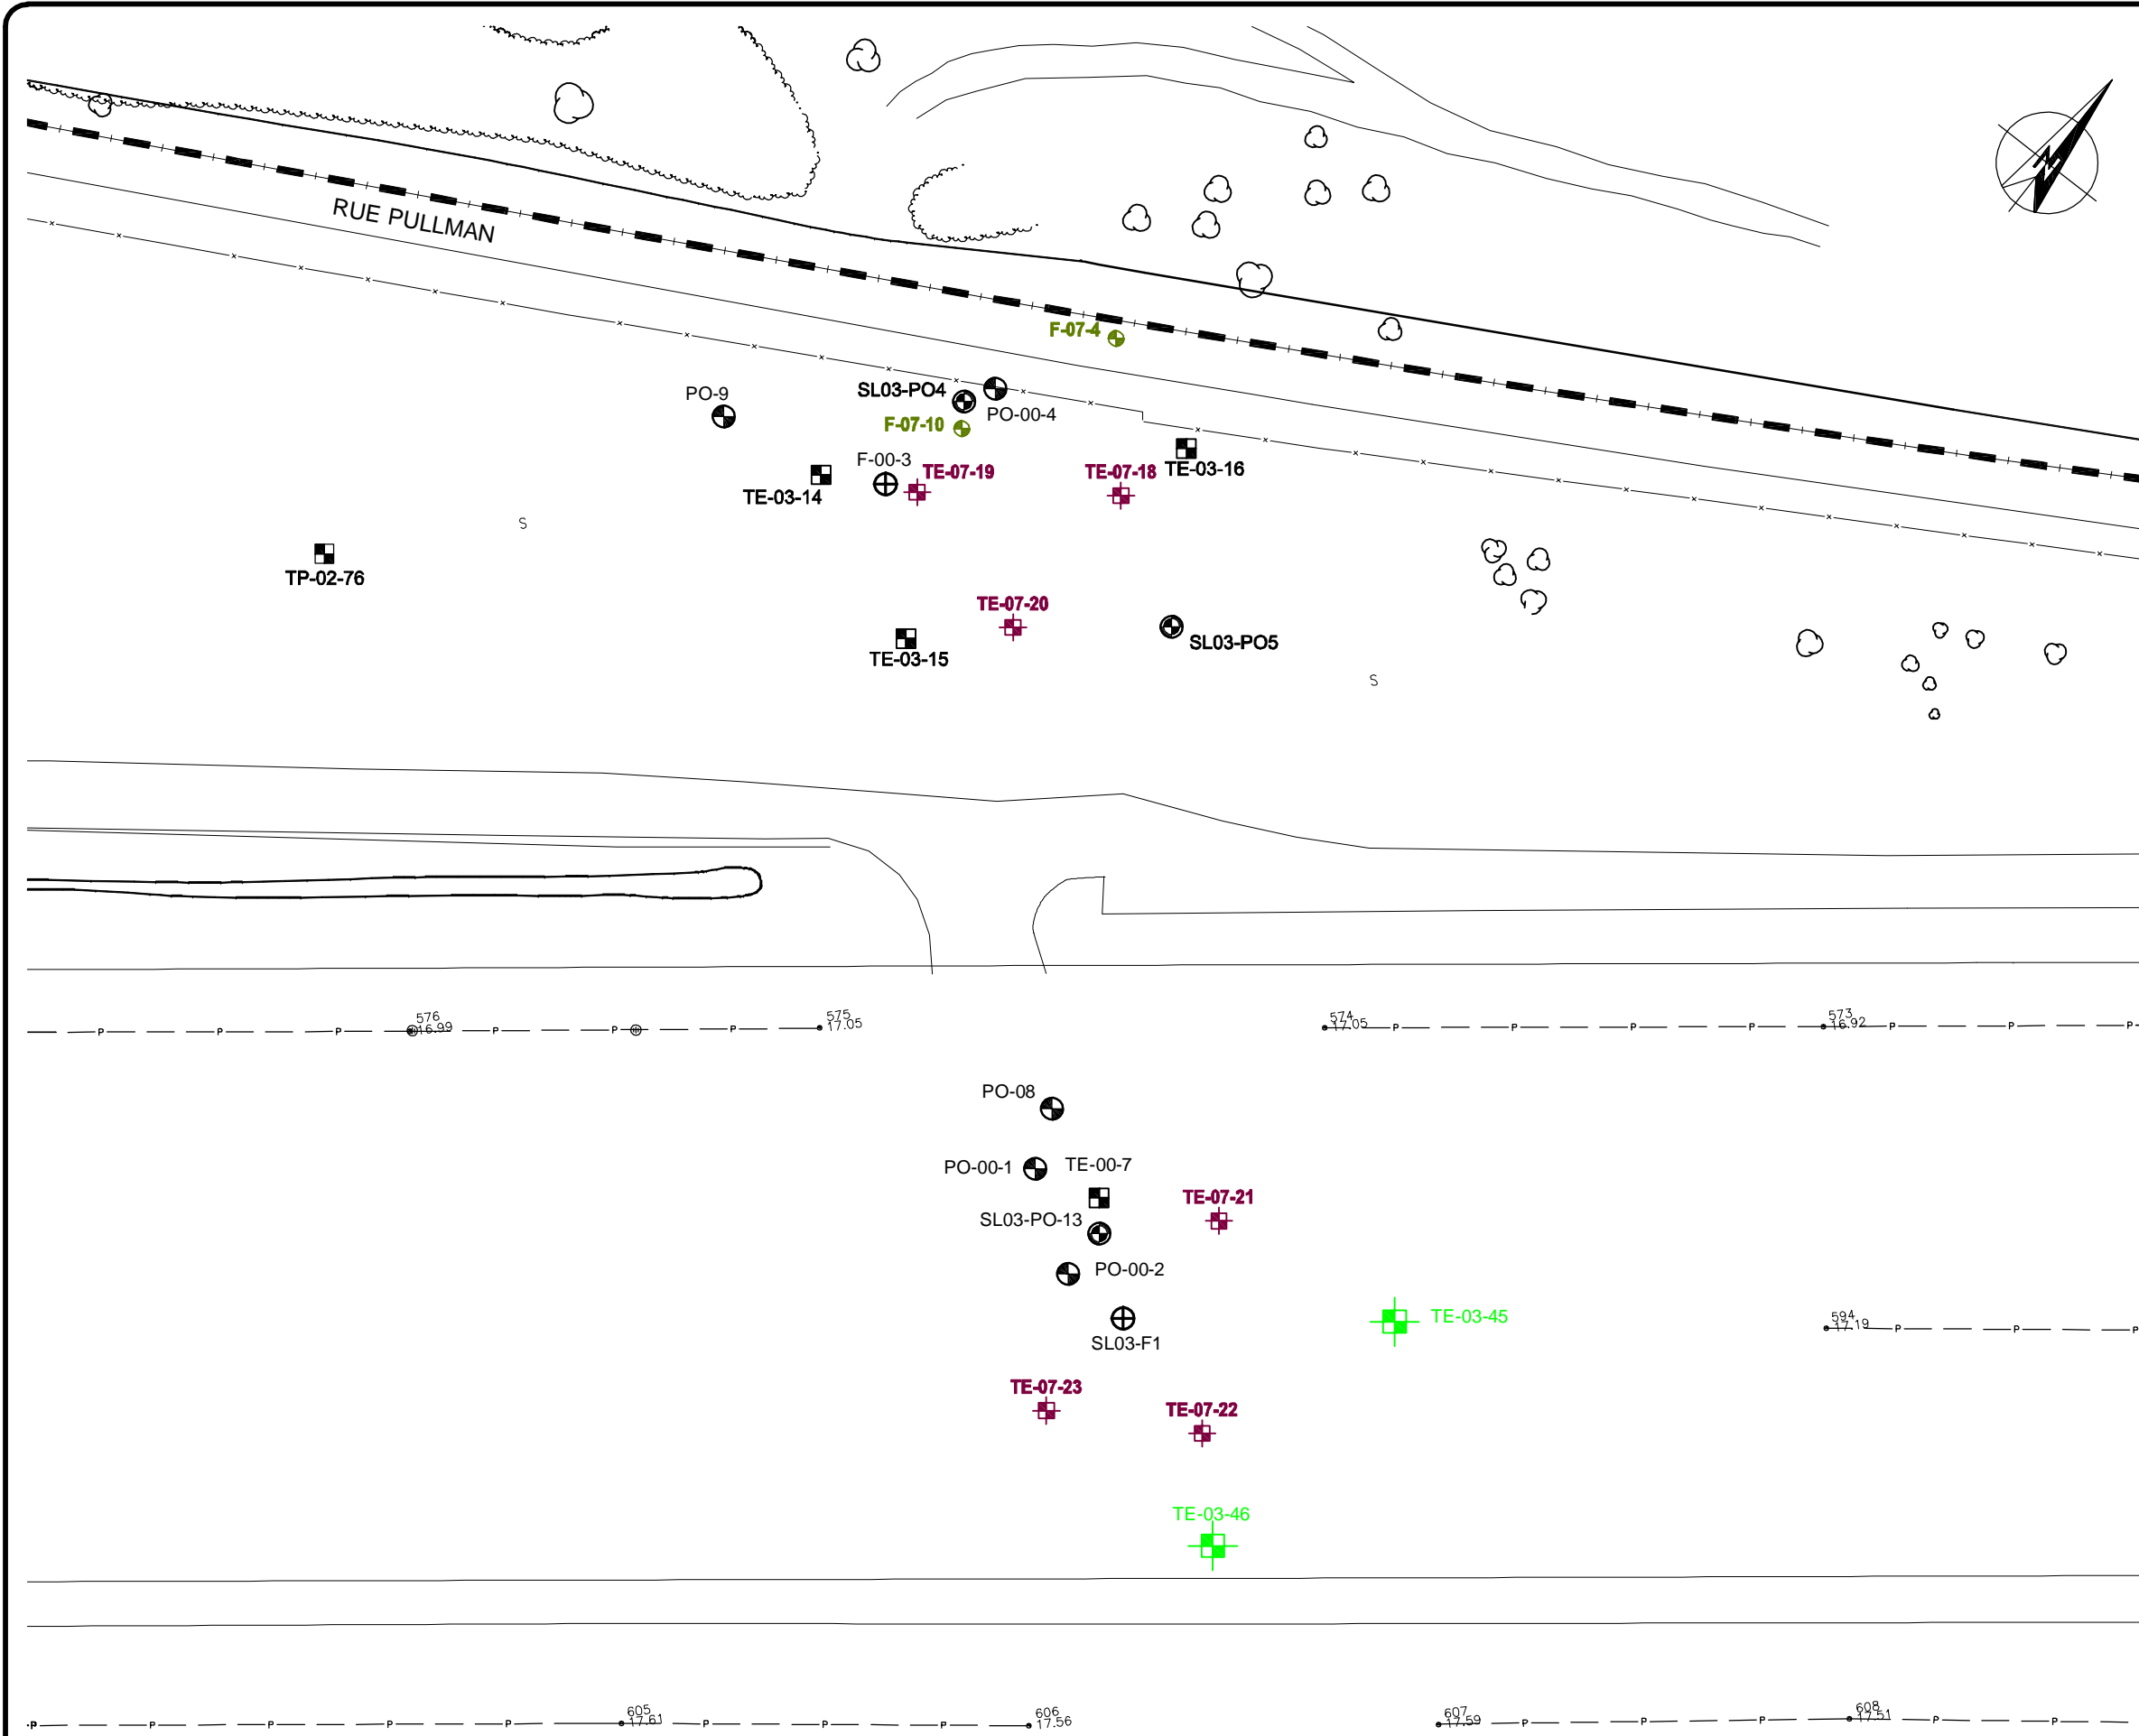 N
RUE PULLMAN
F-07-4
PO-9
SL03-PO4
PO-00-4
F-07-10
F-00-3
TE-07-19
TE-07-18
TE-03-16
TE-03-14
S
TP-02-76
TE-07-20
SL03-PO5
TE-03-15
S
576
16.99
575
17.05
574
17.05
573
16.92
P P P P P P
P P P P P P P
PO-08
PO-00-1
TE-00-7
TE-07-21
SL03-PO-13
PO-00-2
TE-03-45
SL03-F1
594
17.19
P P P
TE-07-23
TE-07-22
TE-03-46
605
17.61
606
17.56
607
17.59
608
17.51
P P P P P P P P
P P P P P